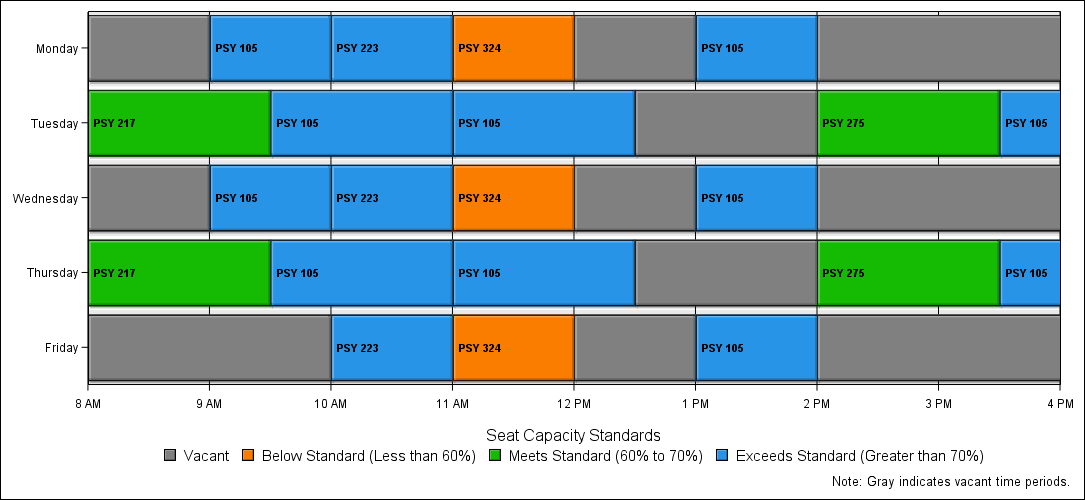 Monday PSY 105 PSY 223 PSY 324 PSY 105
Tuesday PSY 217 PSY 105 PSY 105 PSY 275 PSY 105
Wednesday PSY 105 PSY 223 PSY 324 PSY 105
Thursday PSY 217 PSY 105 PSY 105 PSY 275 PSY 105
Friday PSY 223 PSY 324 PSY 105
8 AM 9 AM 10 AM 11 AM 12 PM 1 PM 2 PM 3 PM 4 PM
Seat Capacity Standards
Vacant Below Standard (Less than 60%) Meets Standard (60% to 70%) Exceeds Standard (Greater than 70%)
Note: Gray indicates vacant time periods.